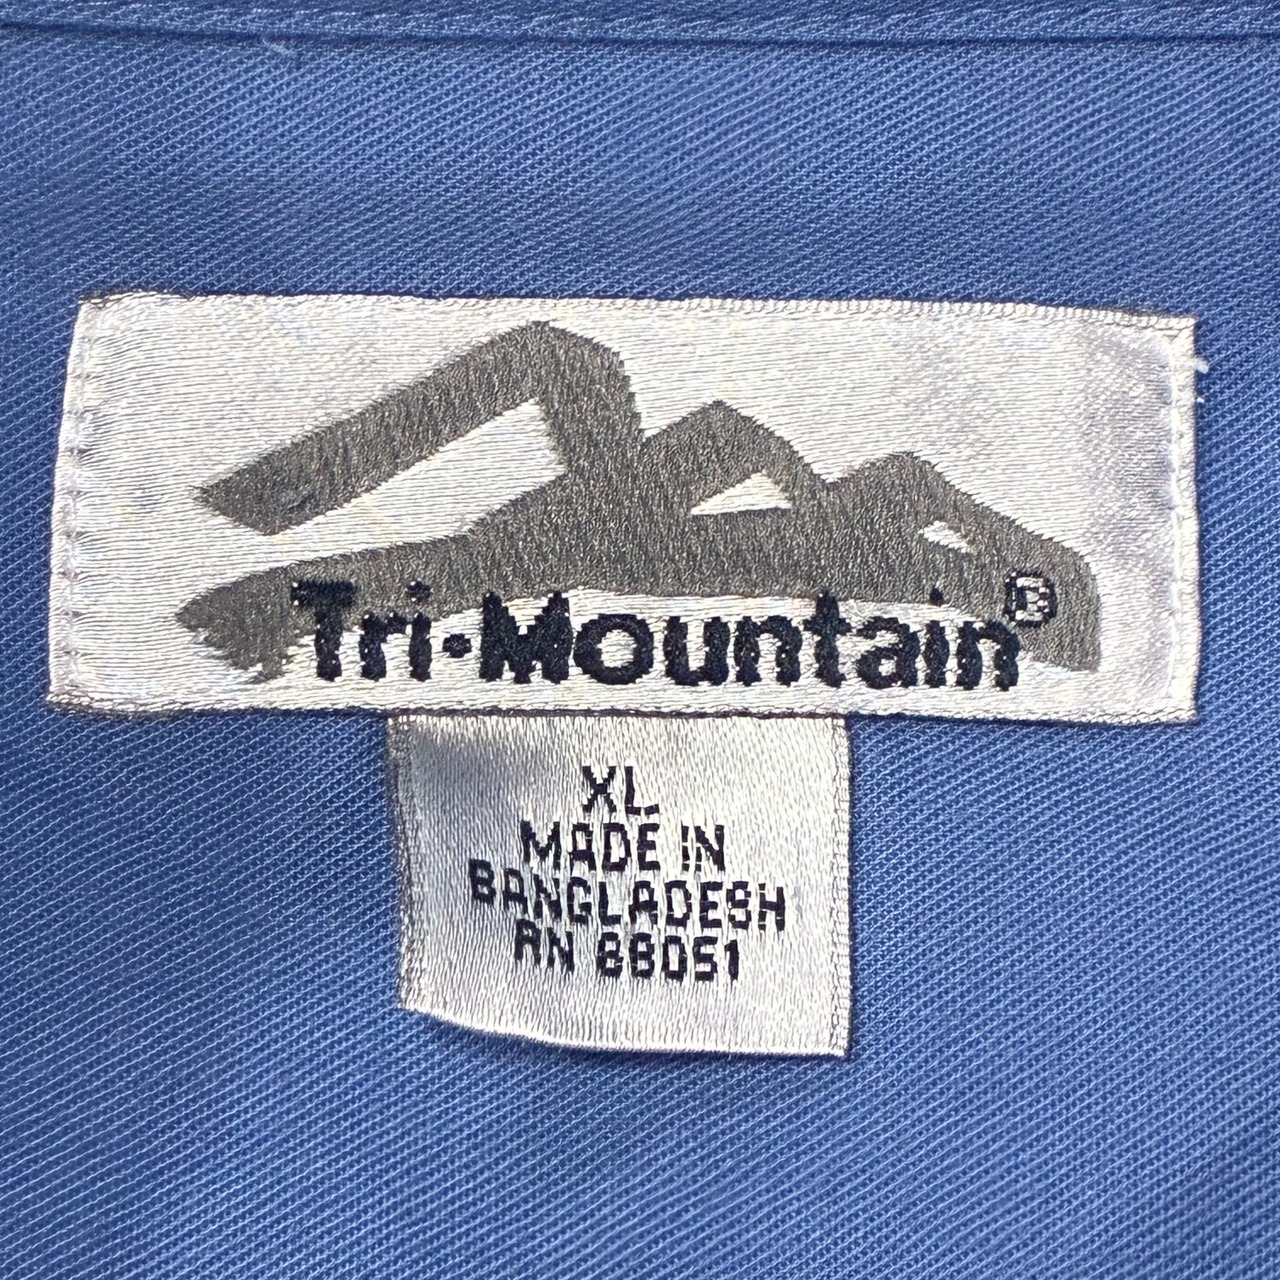 Tri-Mountain®
XL
MADE IN
BANGLADESH
RN 88051